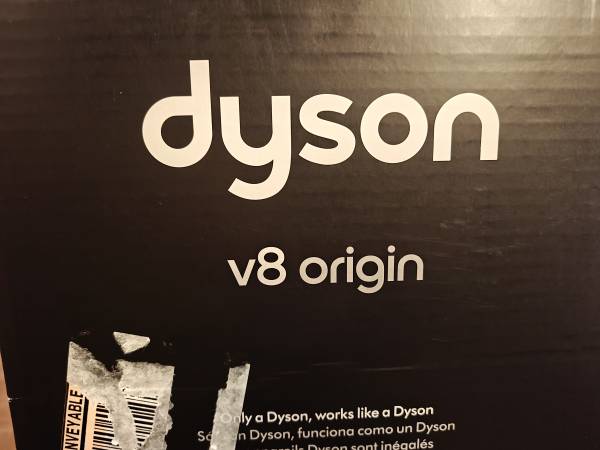 dyson
v8 origin
Only a Dyson, works like a Dyson
Dyson, funciona como un Dyson
Dyson sont inégalés